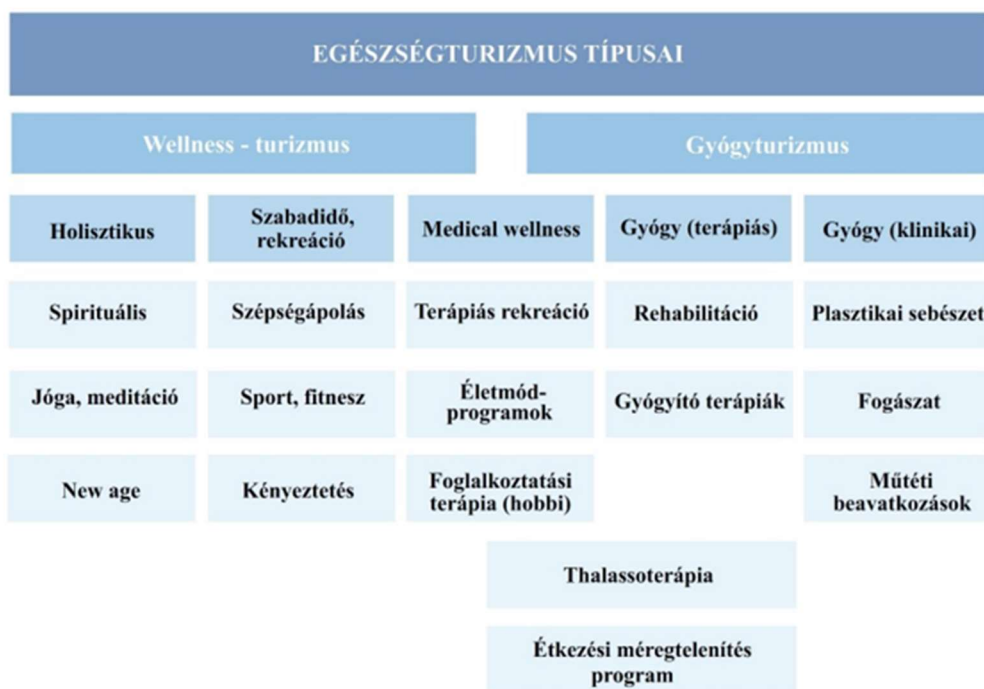 EGÉSZSÉGTURIZMUS TÍPUSAI
Wellness - turizmus
Gyógyturizmus
Holisztikus
Szabadidő,
rekreáció
Medical wellness
Gyógy (terápiás)
Gyógy (klinikai)
Spirituális
Szépségápolás
Terápiás rekreáció
Rehabilitáció
Plasztikai sebészet
Jóga, meditáció
Sport, fitnesz
Életmód-
programok
Gyógyító terápiák
Fogászat
New age
Kényeztetés
Foglalkoztatási
terápia (hobbi)
Műtéti
beavatkozások
Thalassoterápia
Étkezési méregtelenítés
program